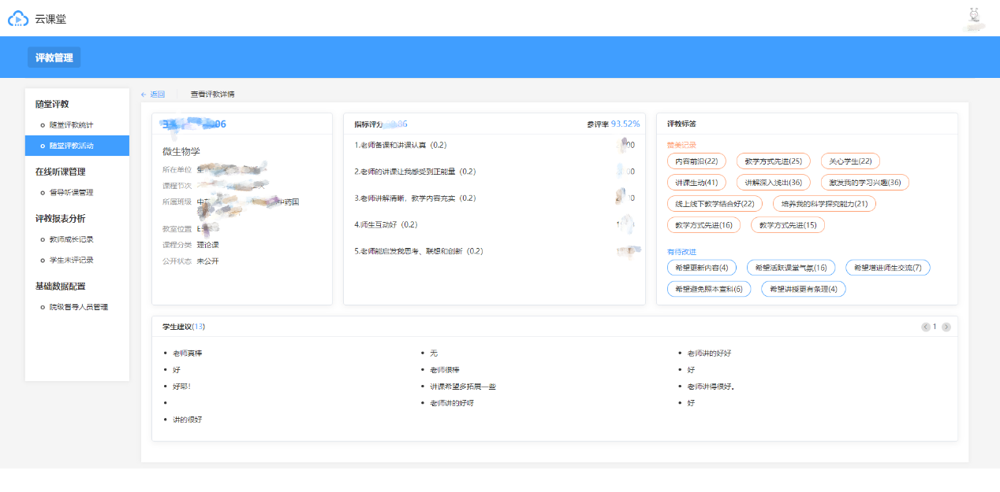 云课堂
评教管理
随堂评教
随堂评教统计
随堂评教活动
在线听课管理
督导听课管理
评教报表分析
教师成长记录
学生未评记录
基础数据配置
院级督导人员管理
← 返回
查看评教详情
微生物学
所在单位
课程节次
所属班级 中药国
教室位置
课程分类 理论课
公开状态 未公开
指标评分
参评率 93.52%
1.老师备课和讲课认真（0.2）
2.老师的讲课让我感受到正能量（0.2）
3.老师讲解清晰，教学内容充实（0.2）
4.师生互动好（0.2）
5.老师能启发我思考、联想和创新（0.2）
评教标签
赞美记录
内容前沿(22) 教学方式先进(25) 关心学生(22)
讲课生动(41) 讲解深入浅出(36) 激发我的学习兴趣(36)
线上线下教学结合好(22) 培养我的科学探究能力(21)
教学方式先进(16) 教学方式先进(15)
有待改进
希望更新内容(4) 希望活跃课堂气氛(16) 希望增进师生交流(7)
希望避免照本宣科(6) 希望讲授更有条理(4)
学生建议(13)
1
老师真棒
好
好耶！
讲的很好
无
老师很棒
讲课希望多拓展一些
老师讲的好呀
老师讲的好好
好
老师讲得很好。
好